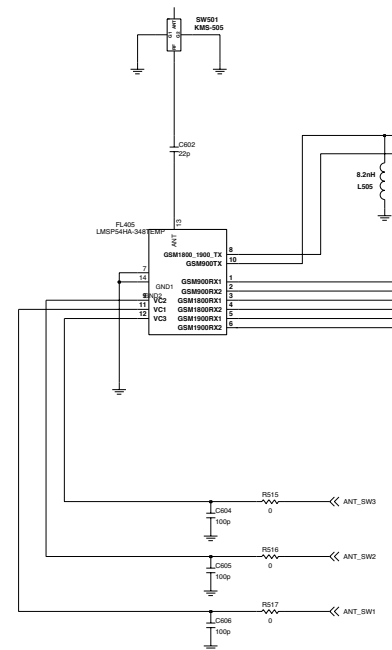 SW501
KMS-505
ANT
G1
G2
RF
C602
22p
FL405
LMSP54HA-348TEMP
13
ANT
8.2nH
L505
GSM1800_1900_TX 8
GSM900TX 10
7
14
GND1
GND2
GSM900RX1 1
GSM900RX2 2
9 VC2 GSM1800RX1 3
11 VC1 GSM1800RX2 4
12 VC3 GSM1900RX1 5
GSM1900RX2 6
R515
0
ANT_SW3
C604
100p
R516
0
ANT_SW2
C605
100p
R517
0
ANT_SW1
C606
100p